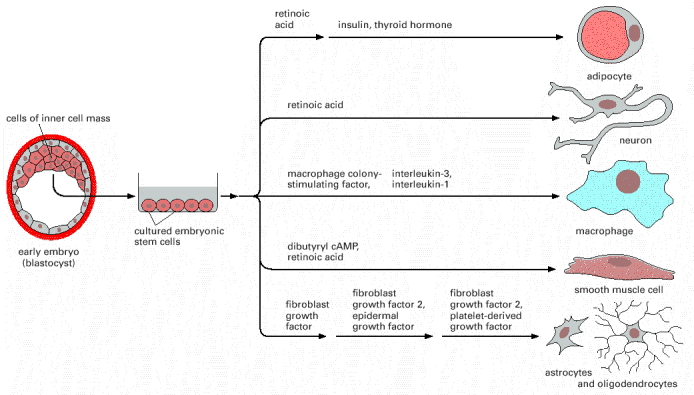 retinoic
acid
insulin, thyroid hormone
adipocyte
retinoic acid
neuron
cells of inner cell mass
macrophage colony-
stimulating factor,
interleukin-3,
interleukin-1
macrophage
cultured embryonic
stem cells
early embryo
(blastocyst)
dibutyryl cAMP,
retinoic acid
smooth muscle cell
fibroblast
growth
factor
fibroblast
growth factor 2,
epidermal
growth factor
fibroblast
growth factor 2,
platelet-derived
growth factor
astrocytes
and oligodendrocytes